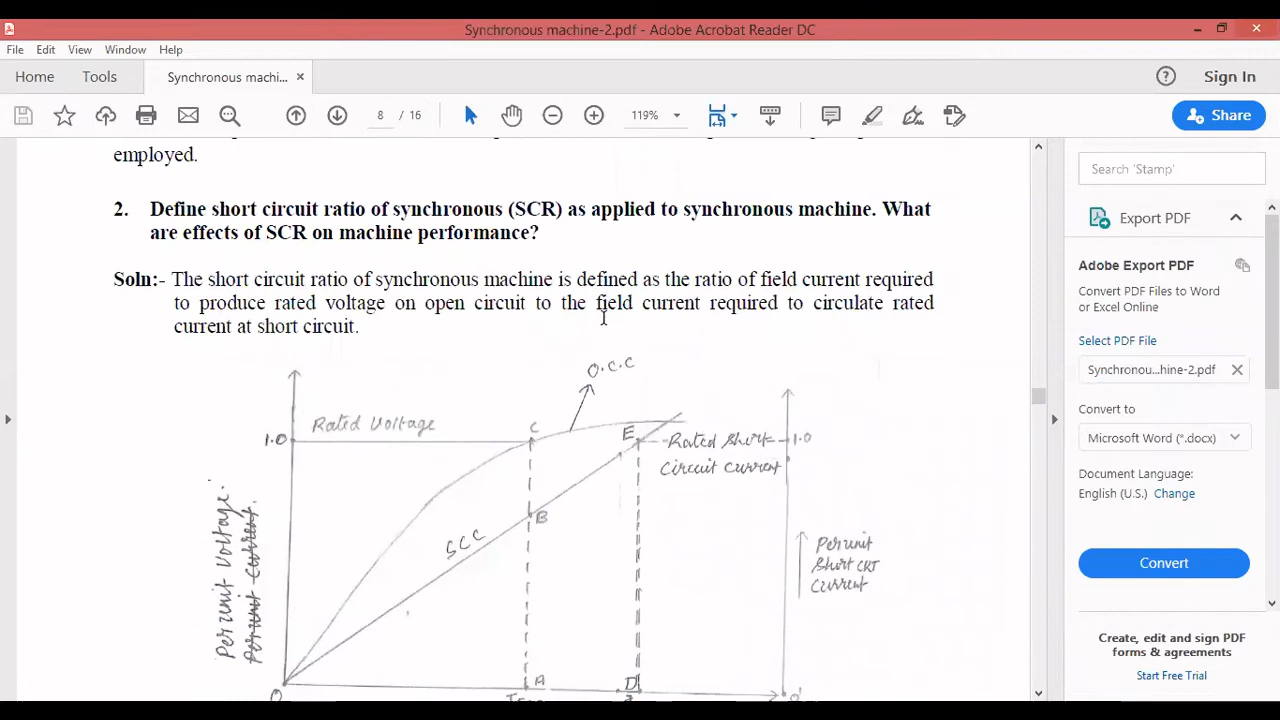 Synchronous machine-2.pdf - Adobe Acrobat Reader DC
File Edit View Window Help
Home Tools Synchronous machi... ×
Sign In
8 / 16 119% Share
employed.
2. Define short circuit ratio of synchronous (SCR) as applied to synchronous machine. What
are effects of SCR on machine performance?
Soln:- The short circuit ratio of synchronous machine is defined as the ratio of field current required
to produce rated voltage on open circuit to the field current required to circulate rated
current at short circuit.
O.C.C
Rated Voltage
1.0
C
E
Rated Short
1.0
Circuit Current
B
SCC
Per unit Voltage.
Per unit Current.
Per unit
Short CKT
Current
O
A
D
O'
Search 'Stamp'
Export PDF
Adobe Export PDF
Convert PDF Files to Word
or Excel Online
Select PDF File
Synchronou...hine-2.pdf ×
Convert to
Microsoft Word (*.docx)
Document Language:
English (U.S.) Change
Convert
Create, edit and sign PDF
forms & agreements
Start Free Trial